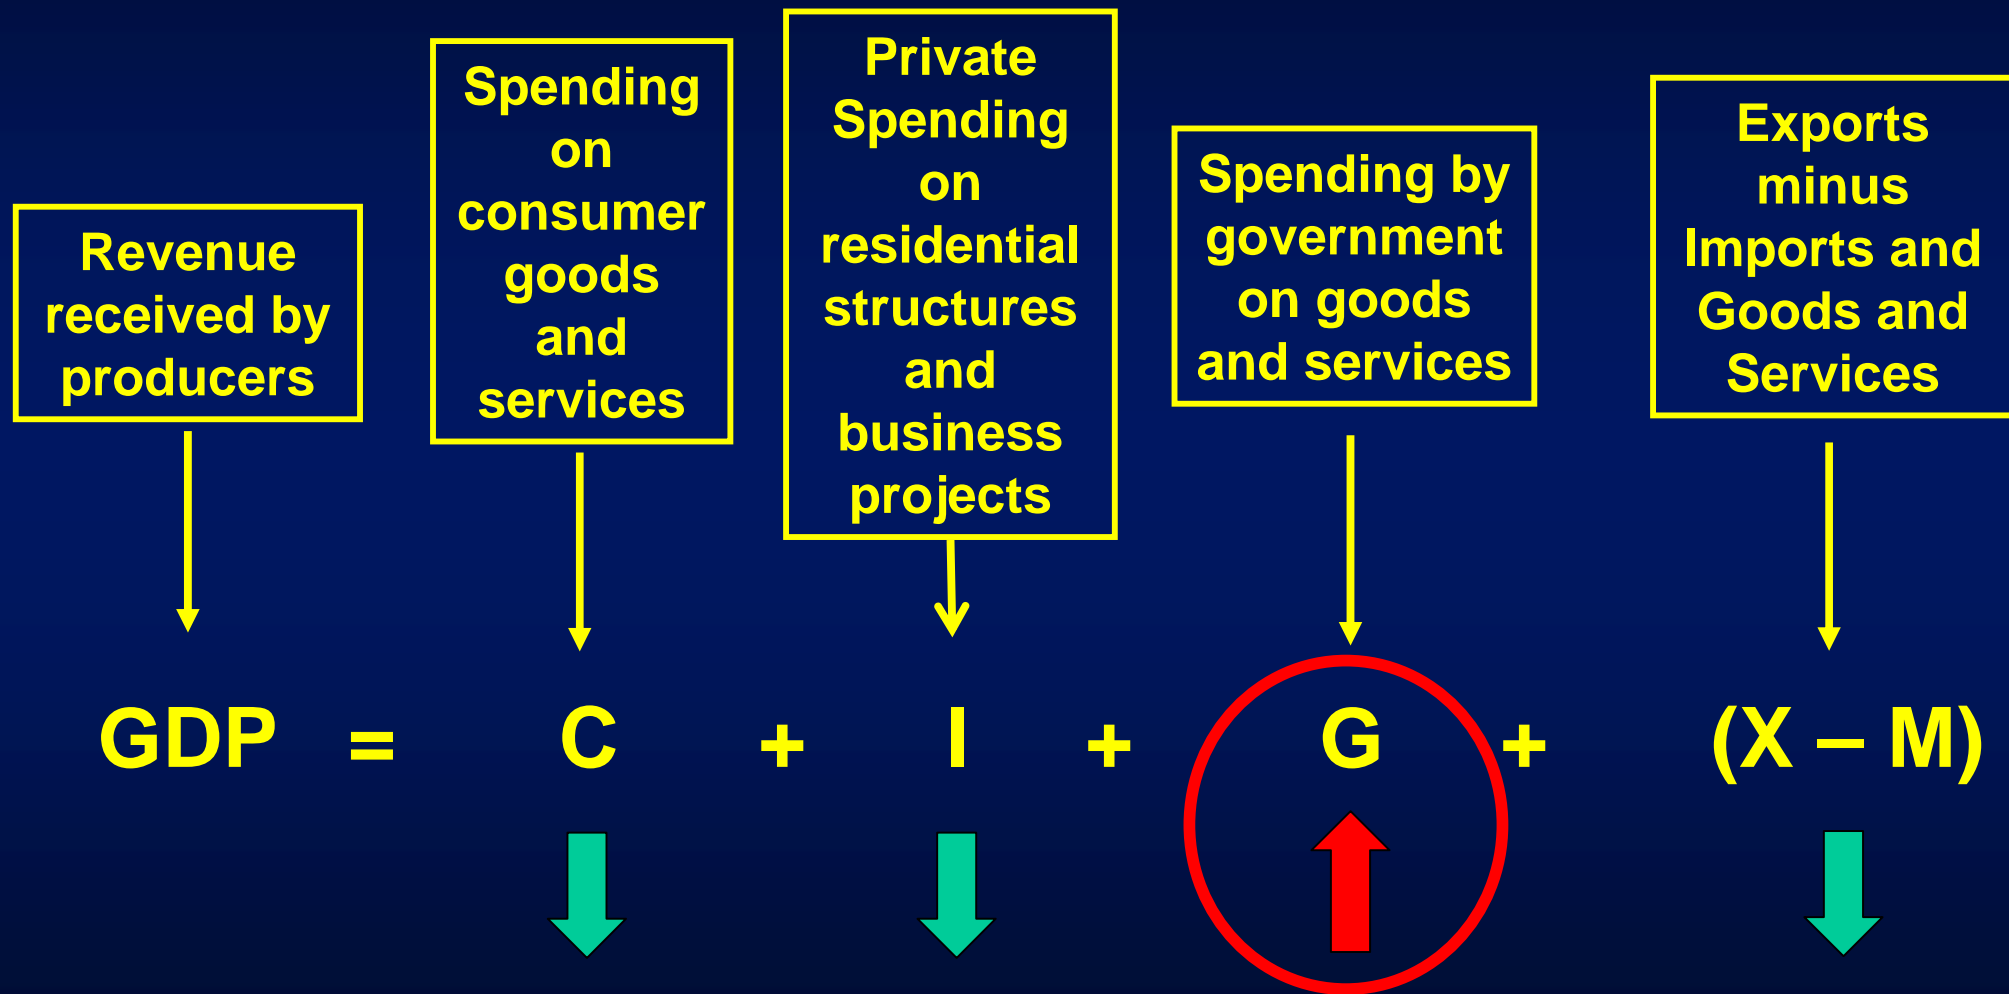 Revenue
received by
producers
Spending
on
consumer
goods
and
services
Private
Spending
on
residential
structures
and
business
projects
Spending by
government
on goods
and services
Exports
minus
Imports and
Goods and
Services
GDP = C + I + G + (X – M)